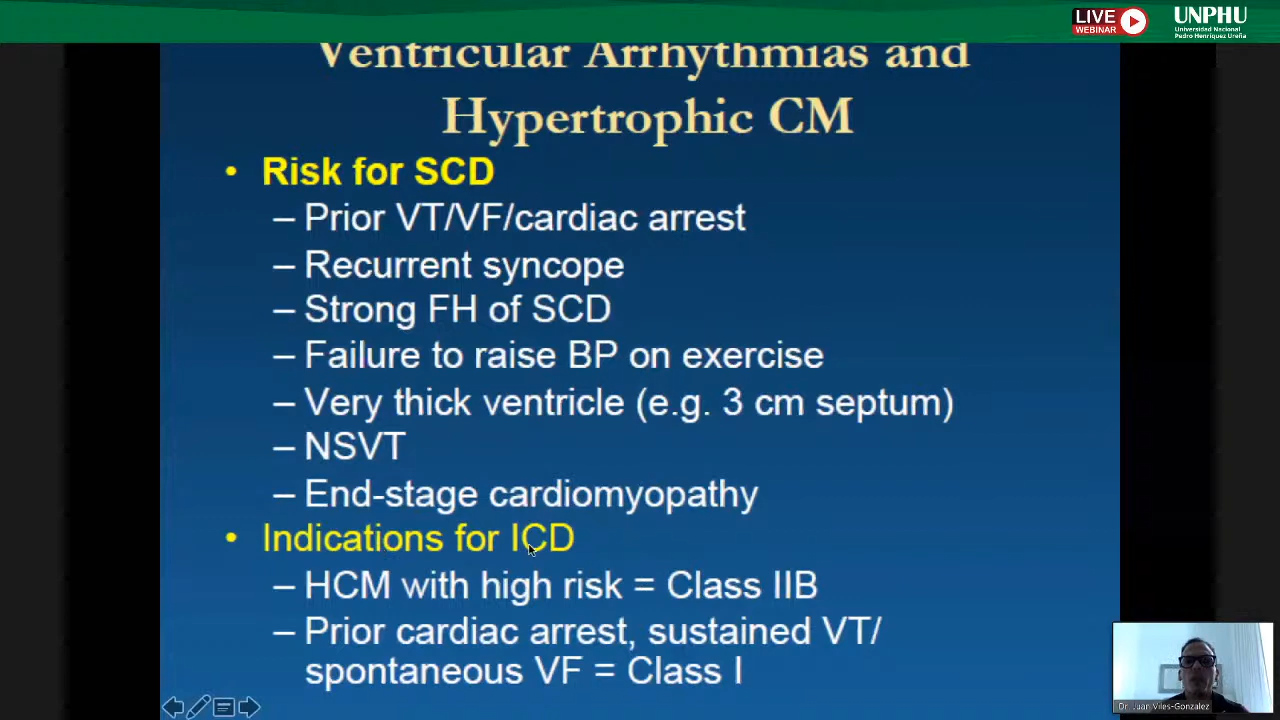 LIVE
WEBINAR
UNPHU
Universidad Nacional
Pedro Henríquez Ureña
Ventricular Arrhythmias and
Hypertrophic CM
• Risk for SCD
– Prior VT/VF/cardiac arrest
– Recurrent syncope
– Strong FH of SCD
– Failure to raise BP on exercise
– Very thick ventricle (e.g. 3 cm septum)
– NSVT
– End-stage cardiomyopathy
• Indications for ICD
– HCM with high risk = Class IIB
– Prior cardiac arrest, sustained VT/
spontaneous VF = Class I
Dr. Juan Viles-Gonzalez